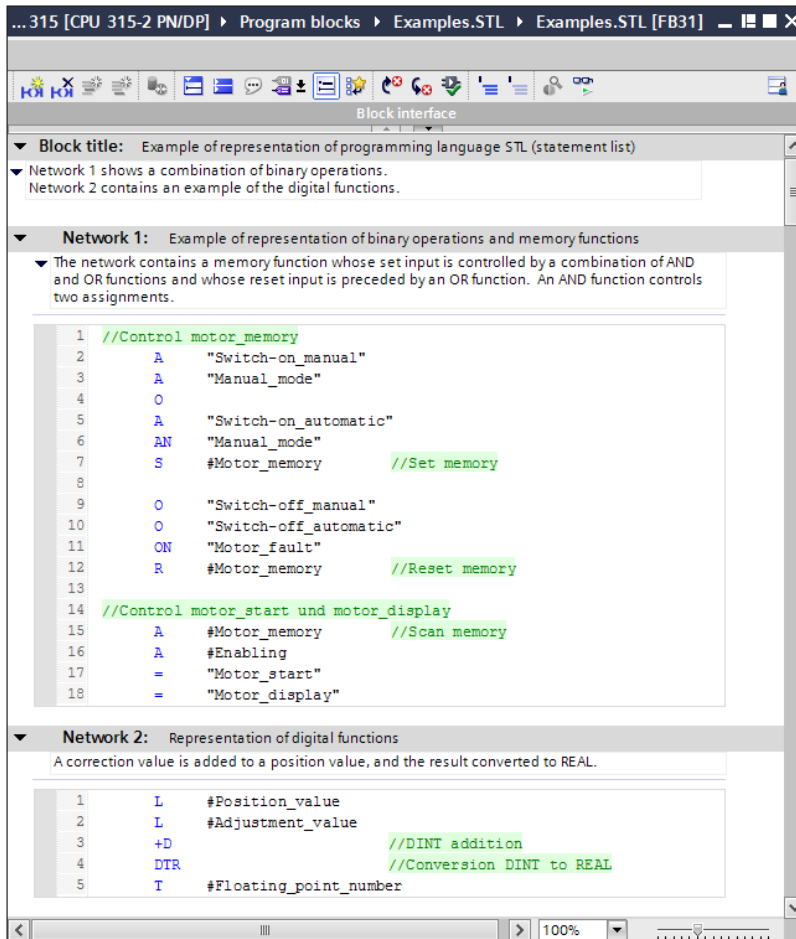 ... 315 [CPU 315-2 PN/DP] ▸ Program blocks ▸ Examples.STL ▸ Examples.STL [FB31]
Block interface
Block title: Example of representation of programming language STL (statement list)
Network 1 shows a combination of binary operations.
Network 2 contains an example of the digital functions.
Network 1: Example of representation of binary operations and memory functions
The network contains a memory function whose set input is controlled by a combination of AND
and OR functions and whose reset input is preceded by an OR function. An AND function controls
two assignments.
1 //Control motor_memory
2 A "Switch-on_manual"
3 A "Manual_mode"
4 O
5 A "Switch-on_automatic"
6 AN "Manual_mode"
7 S #Motor_memory //Set memory
8
9 O "Switch-off_manual"
10 O "Switch-off_automatic"
11 ON "Motor_fault"
12 R #Motor_memory //Reset memory
13
14 //Control motor_start und motor_display
15 A #Motor_memory //Scan memory
16 A #Enabling
17 = "Motor_start"
18 = "Motor_display"
Network 2: Representation of digital functions
A correction value is added to a position value, and the result converted to REAL.
1 L #Position_value
2 L #Adjustment_value
3 +D //DINT addition
4 DTR //Conversion DINT to REAL
5 T #Floating_point_number
100%